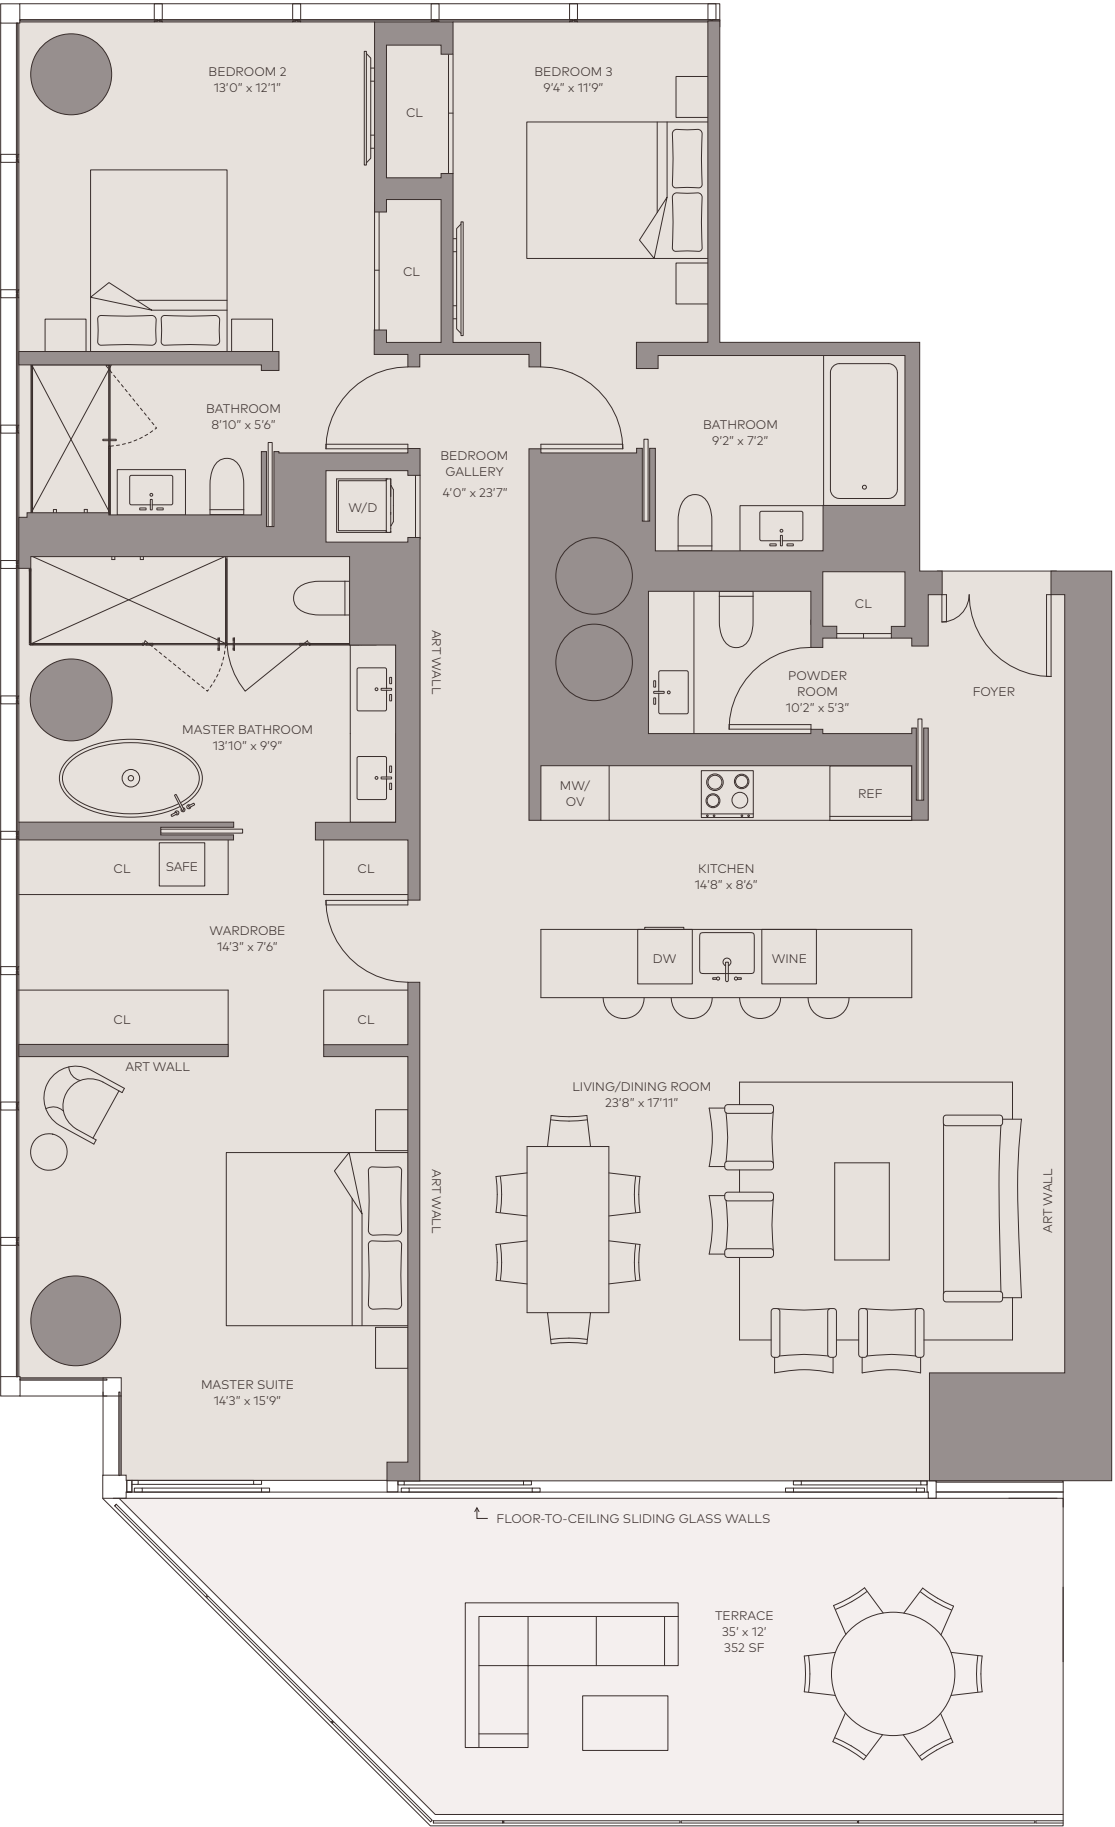 BEDROOM 2
13'0" x 12'1"
BEDROOM 3
9'4" x 11'9"
CL
CL
BATHROOM
8'10" x 5'6"
BATHROOM
9'2" x 7'2"
BEDROOM
GALLERY
4'0" x 23'7"
W/D
CL
ART WALL
POWDER
ROOM
10'2" x 5'3"
FOYER
MASTER BATHROOM
13'10" x 9'9"
MW/
OV
REF
CL
SAFE
CL
KITCHEN
14'8" x 8'6"
WARDROBE
14'3" x 7'6"
DW
WINE
CL
CL
ART WALL
LIVING/DINING ROOM
23'8" x 17'11"
ART WALL
ART WALL
MASTER SUITE
14'3" x 15'9"
FLOOR-TO-CEILING SLIDING GLASS WALLS
TERRACE
35' x 12'
352 SF